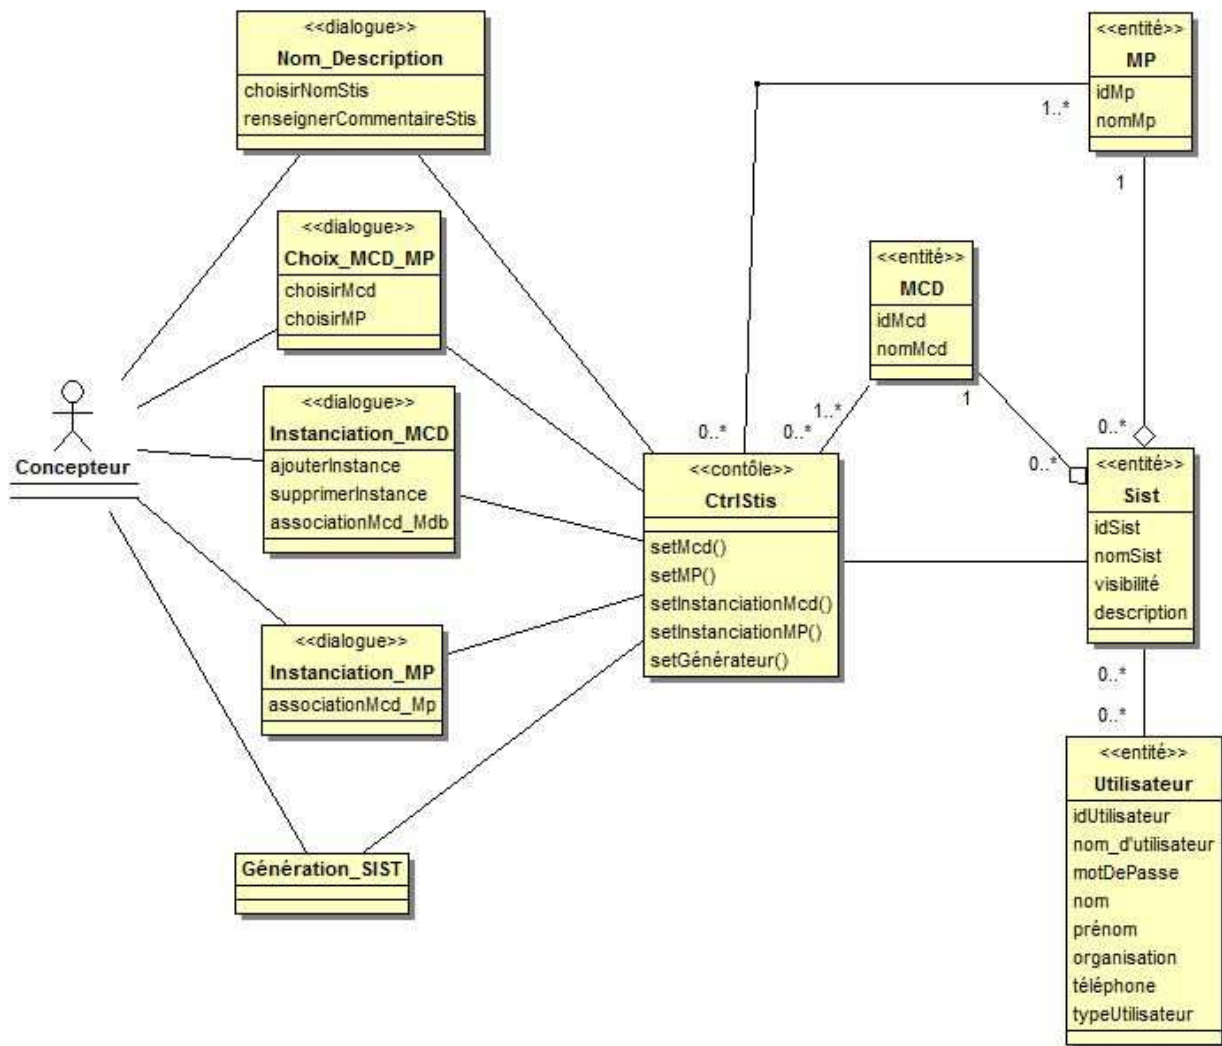 <<dialogue>>
Nom_Description
choisirNomStis
renseignerCommentaireStis
<<entité>>
MP
idMp
nomMp
1..*
1
<<dialogue>>
Choix_MCD_MP
choisirMcd
choisirMP
<<entité>>
MCD
idMcd
nomMcd
1
1..*
0..*
0..*
0..*
0..*
Concepteur
<<dialogue>>
Instanciation_MCD
ajouterInstance
supprimerInstance
associationMcd_Mdb
<<contôle>>
CtrlStis
setMcd()
setMP()
setInstanciationMcd()
setInstanciationMP()
setGénérateur()
<<entité>>
Sist
idSist
nomSist
visibilité
description
0..*
0..*
<<dialogue>>
Instanciation_MP
associationMcd_Mp
Génération_SIST
<<entité>>
Utilisateur
idUtilisateur
nom_d'utilisateur
motDePasse
nom
prénom
organisation
téléphone
typeUtilisateur